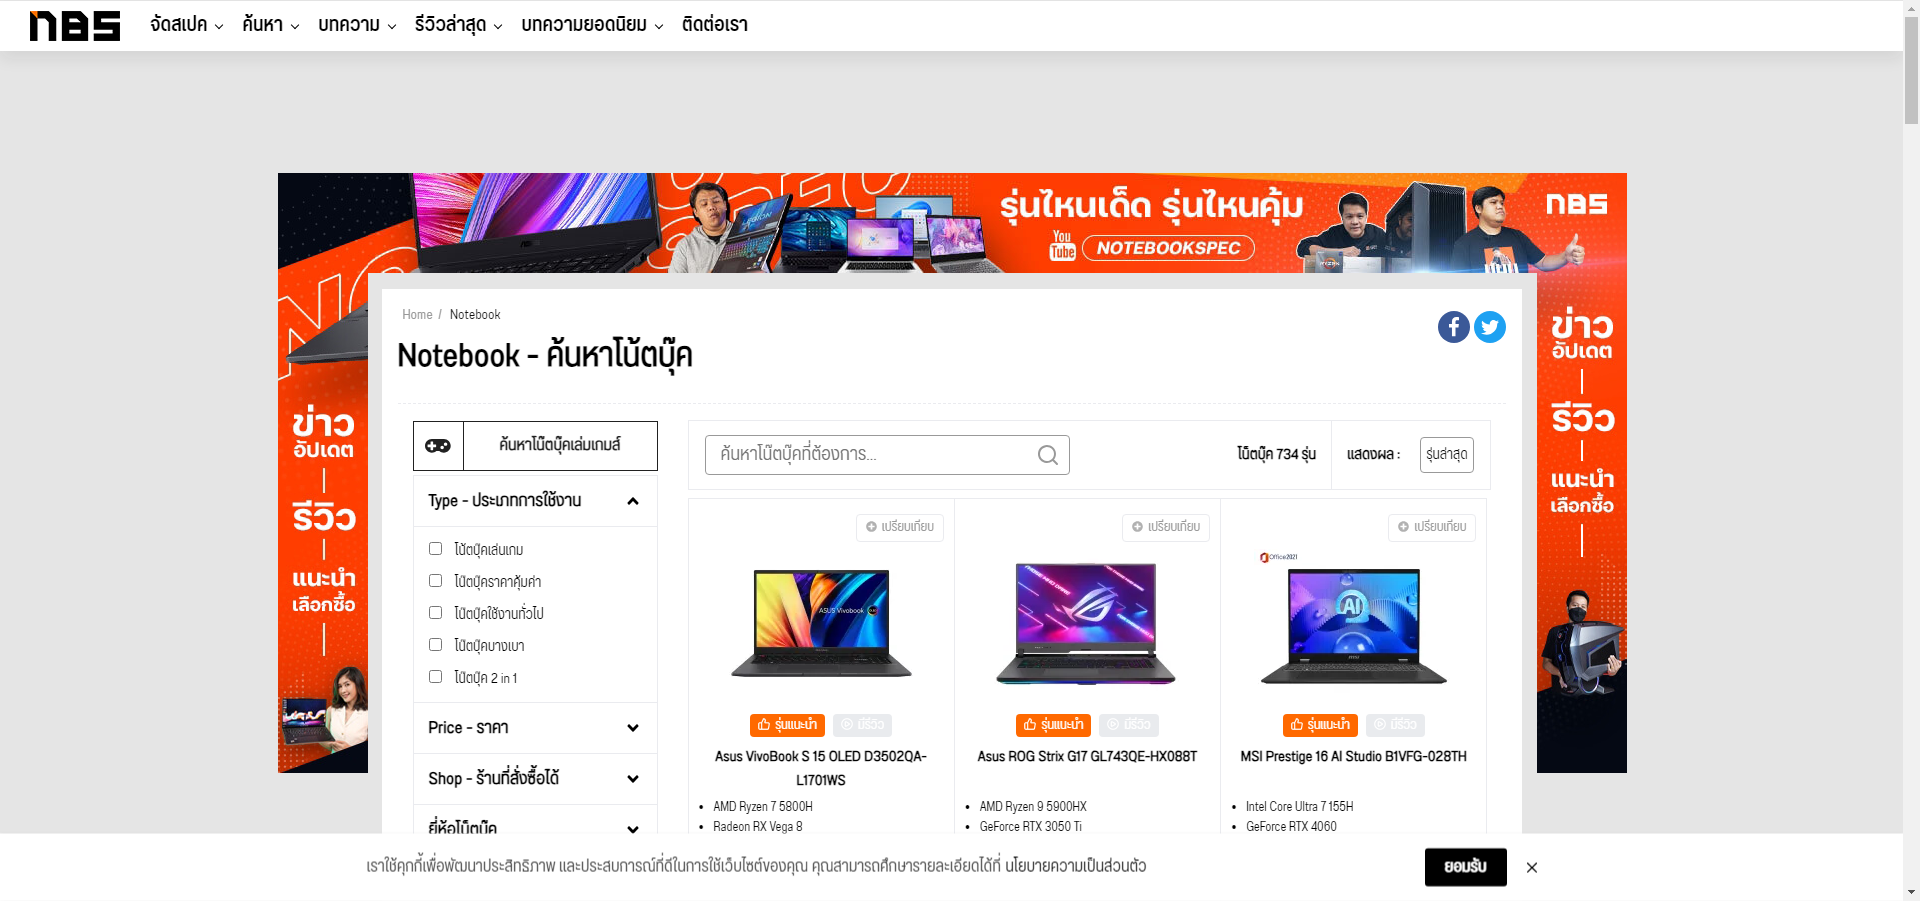 nBS
จัดสเปค
ค้นหา
บทความ
รีวิวล่าสุด
บทความยอดนิยม
ติดต่อเรา
รุ่นไหนเด็ด รุ่นไหนคุ้ม
nBS
You
Tube
NOTEBOOKSPEC
ข่าว
อัปเดต
รีวิว
แนะนำ
เลือกซื้อ
ข่าว
อัปเดต
รีวิว
แนะนำ
เลือกซื้อ
Home / Notebook
Notebook - ค้นหาโน้ตบุ๊ค
ค้นหาโน๊ตบุ๊คเล่มเกมส์
Type - ประเภทการใช้งาน
โน๊ตบุ๊คเล่นเกม
โน๊ตบุ๊คราคาคุ้มค่า
โน๊ตบุ๊คใช้งานทั่วไป
โน๊ตบุ๊คบางเบา
โน๊ตบุ๊ค 2 in 1
Price - ราคา
Shop - ร้านที่สั่งซื้อได้
ยี่ห้อโน๊ตบุ๊ค
ค้นหาโน๊ตบุ๊คที่ต้องการ...
โน็ตบุ๊ค 734 รุ่น
แสดงผล :
รุ่นล่าสุด
เปรียบเทียบ
ASUS Vivobook
รุ่นแนะนำ
มีรีวิว
Asus VivoBook S 15 OLED D3502QA-
L1701WS
AMD Ryzen 7 5800H
Radeon RX Vega 8
เปรียบเทียบ
รุ่นแนะนำ
มีรีวิว
Asus ROG Strix G17 GL743QE-HX088T
AMD Ryzen 9 5900HX
GeForce RTX 3050 Ti
เปรียบเทียบ
Office2021
AI
รุ่นแนะนำ
มีรีวิว
MSI Prestige 16 AI Studio B1VFG-028TH
Intel Core Ultra 7 155H
GeForce RTX 4060
เราใช้คุกกี้เพื่อพัฒนาประสิทธิภาพ และประสบการณ์ที่ดีในการใช้เว็บไซต์ของคุณ คุณสามารถศึกษารายละเอียดได้ที่ นโยบายความเป็นส่วนตัว
ยอมรับ